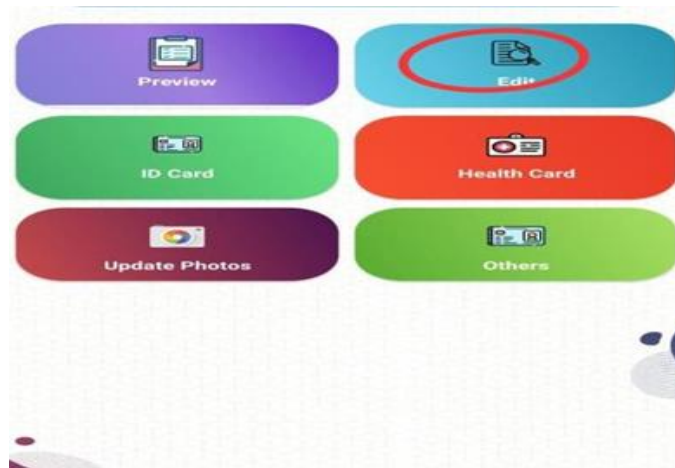 Preview
Edit
ID Card
Health Card
Update Photos
Others